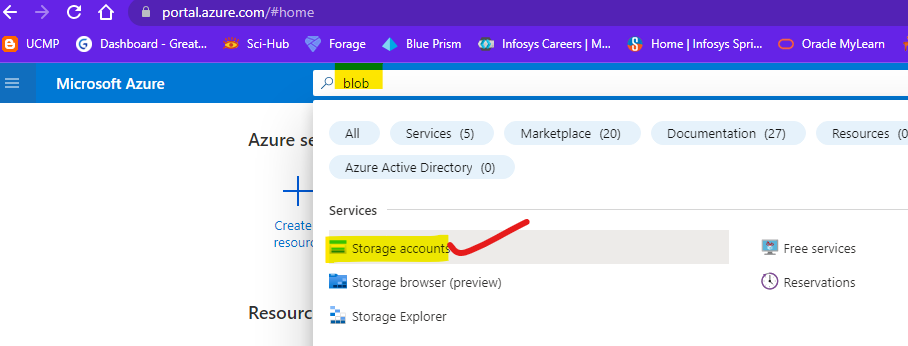 portal.azure.com/#home
UCMP Dashboard - Great... Sci-Hub Forage Blue Prism Infosys Careers | M... Home | Infosys Spri... Oracle MyLearn
Microsoft Azure blob
All Services (5) Marketplace (20) Documentation (27) Resources (0
Azure se
Azure Active Directory (0)
Services
Create
resou
Storage accounts Free services
Storage browser (preview) Reservations
Resourc
Storage Explorer